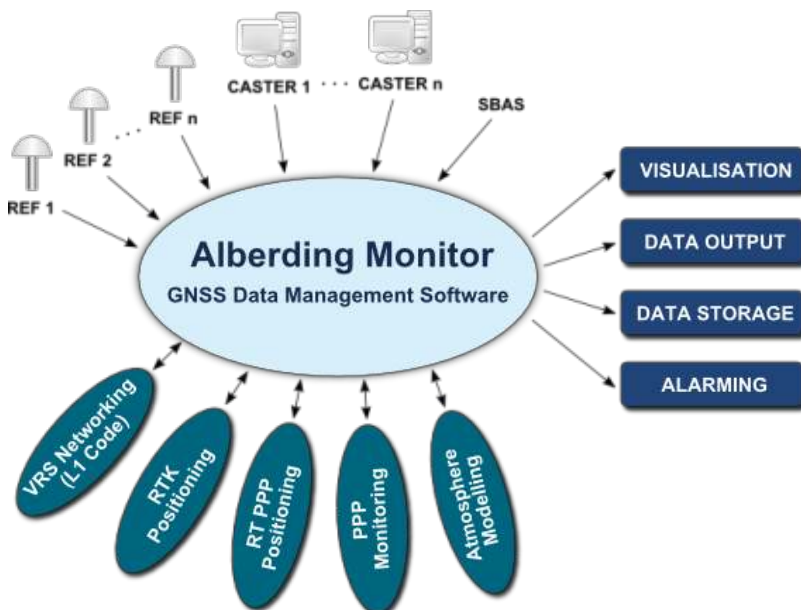 CASTER 1 ... CASTER n
REF n
SBAS
REF 2
REF 1
VISUALISATION
DATA OUTPUT
DATA STORAGE
ALARMING
Alberding Monitor
GNSS Data Management Software
VRS Networking
(L1 Code)
RTK
Positioning
RT PPP
Positioning
PPP
Monitoring
Atmosphere
Modelling